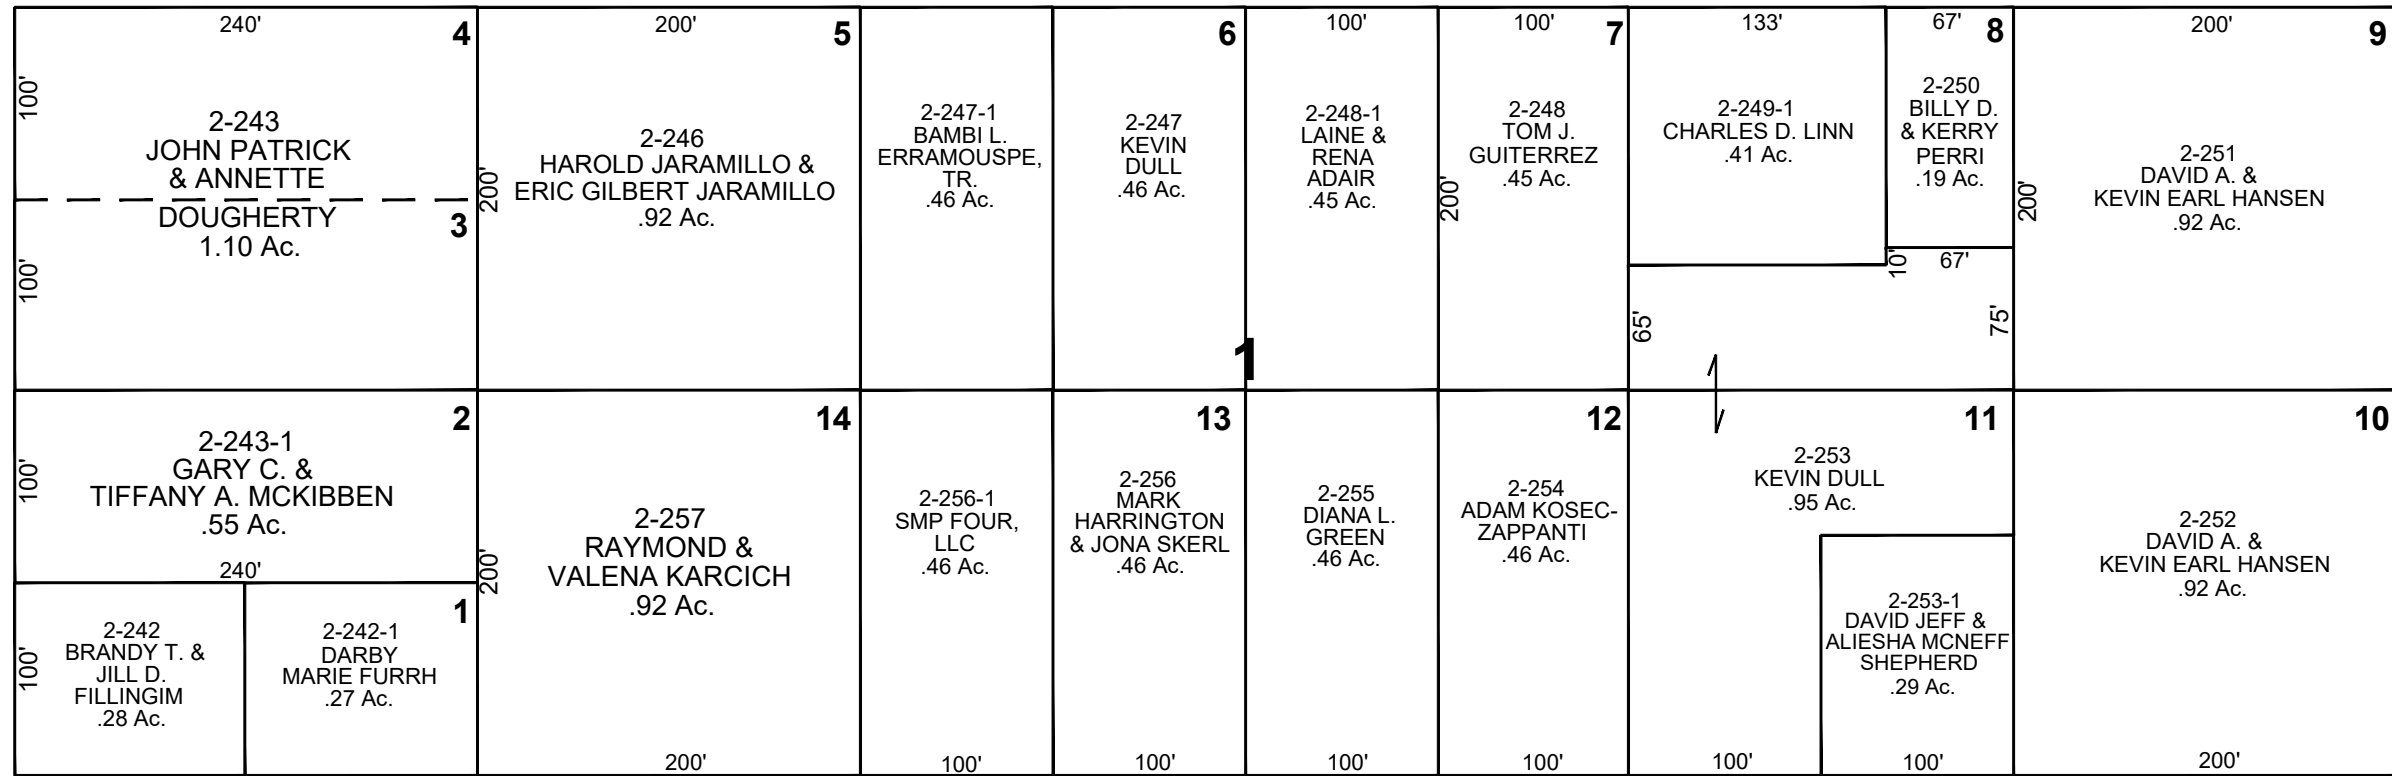 240'
4
100'
2-243
JOHN PATRICK
& ANNETTE
DOUGHERTY
1.10 Ac.
3
100'
200'
5
200'
2-246
HAROLD JARAMILLO &
ERIC GILBERT JARAMILLO
.92 Ac.
2-247-1
BAMBI L.
ERRAMOUSPE,
TR.
.46 Ac.
6
2-247
KEVIN
DULL
.46 Ac.
100'
2-248-1
LAINE &
RENA
ADAIR
.45 Ac.
100'
7
2-248
TOM J.
GUITERREZ
.45 Ac.
200'
133'
2-249-1
CHARLES D. LINN
.41 Ac.
67'
8
2-250
BILLY D.
& KERRY
PERRI
.19 Ac.
10'
67'
65'
75'
200'
9
200'
2-251
DAVID A. &
KEVIN EARL HANSEN
.92 Ac.
1
2
100'
2-243-1
GARY C. &
TIFFANY A. MCKIBBEN
.55 Ac.
240'
100'
2-242
BRANDY T. &
JILL D.
FILLINGIM
.28 Ac.
1
2-242-1
DARBY
MARIE FURRH
.27 Ac.
14
200'
2-257
RAYMOND &
VALENA KARCICH
.92 Ac.
200'
2-256-1
SMP FOUR,
LLC
.46 Ac.
100'
13
2-256
MARK
HARRINGTON
& JONA SKERL
.46 Ac.
100'
2-255
DIANA L.
GREEN
.46 Ac.
100'
12
2-254
ADAM KOSEC-
ZAPPANTI
.46 Ac.
100'
11
2-253
KEVIN DULL
.95 Ac.
100'
2-253-1
DAVID JEFF &
ALIESHA MCNEFF
SHEPHERD
.29 Ac.
100'
10
2-252
DAVID A. &
KEVIN EARL HANSEN
.92 Ac.
200'